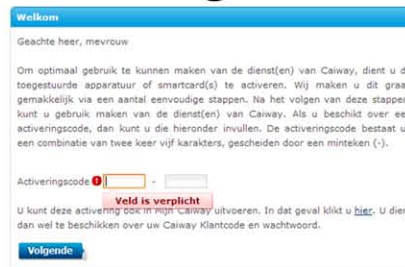 Welkom
Geachte heer, mevrouw
Om optimaal gebruik te kunnen maken van de dienst(en) van Caiway, dient u d
toegestuurde apparatuur of smartcard(s) te activeren. Wij maken u dit graa
gemakkelijk via een aantal eenvoudige stappen. Na het volgen van deze stappen
kunt u gebruik maken van de dienst(en) van Caiway. Als u beschikt over ee
activeringscode, dan kunt u die hieronder invullen. De activeringscode bestaat u
een combinatie van twee keer vijf karakters, gescheiden door een minteken (-).
Activeringscode ! -
Veld is verplicht
U kunt deze activering ook in Mijn Caiway uitvoeren. In dat geval klikt u hier. U dien
dan wel te beschikken over uw Caiway Klantcode en wachtwoord.
Volgende